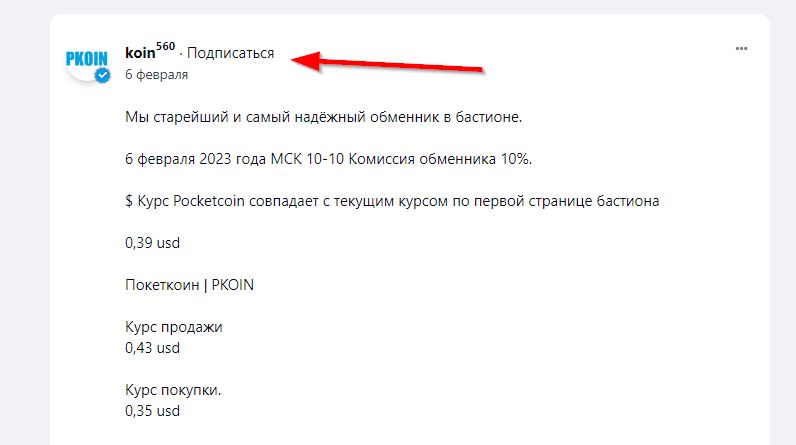 PKOIN
koin560 · Подписаться
6 февраля
Мы старейший и самый надёжный обменник в бастионе.
6 февраля 2023 года МСК 10-10 Комиссия обменника 10%.
$ Курс Pocketcoin совпадает с текущим курсом по первой странице бастиона
0,39 usd
Покеткоин | PKOIN
Курс продажи
0,43 usd
Курс покупки.
0,35 usd